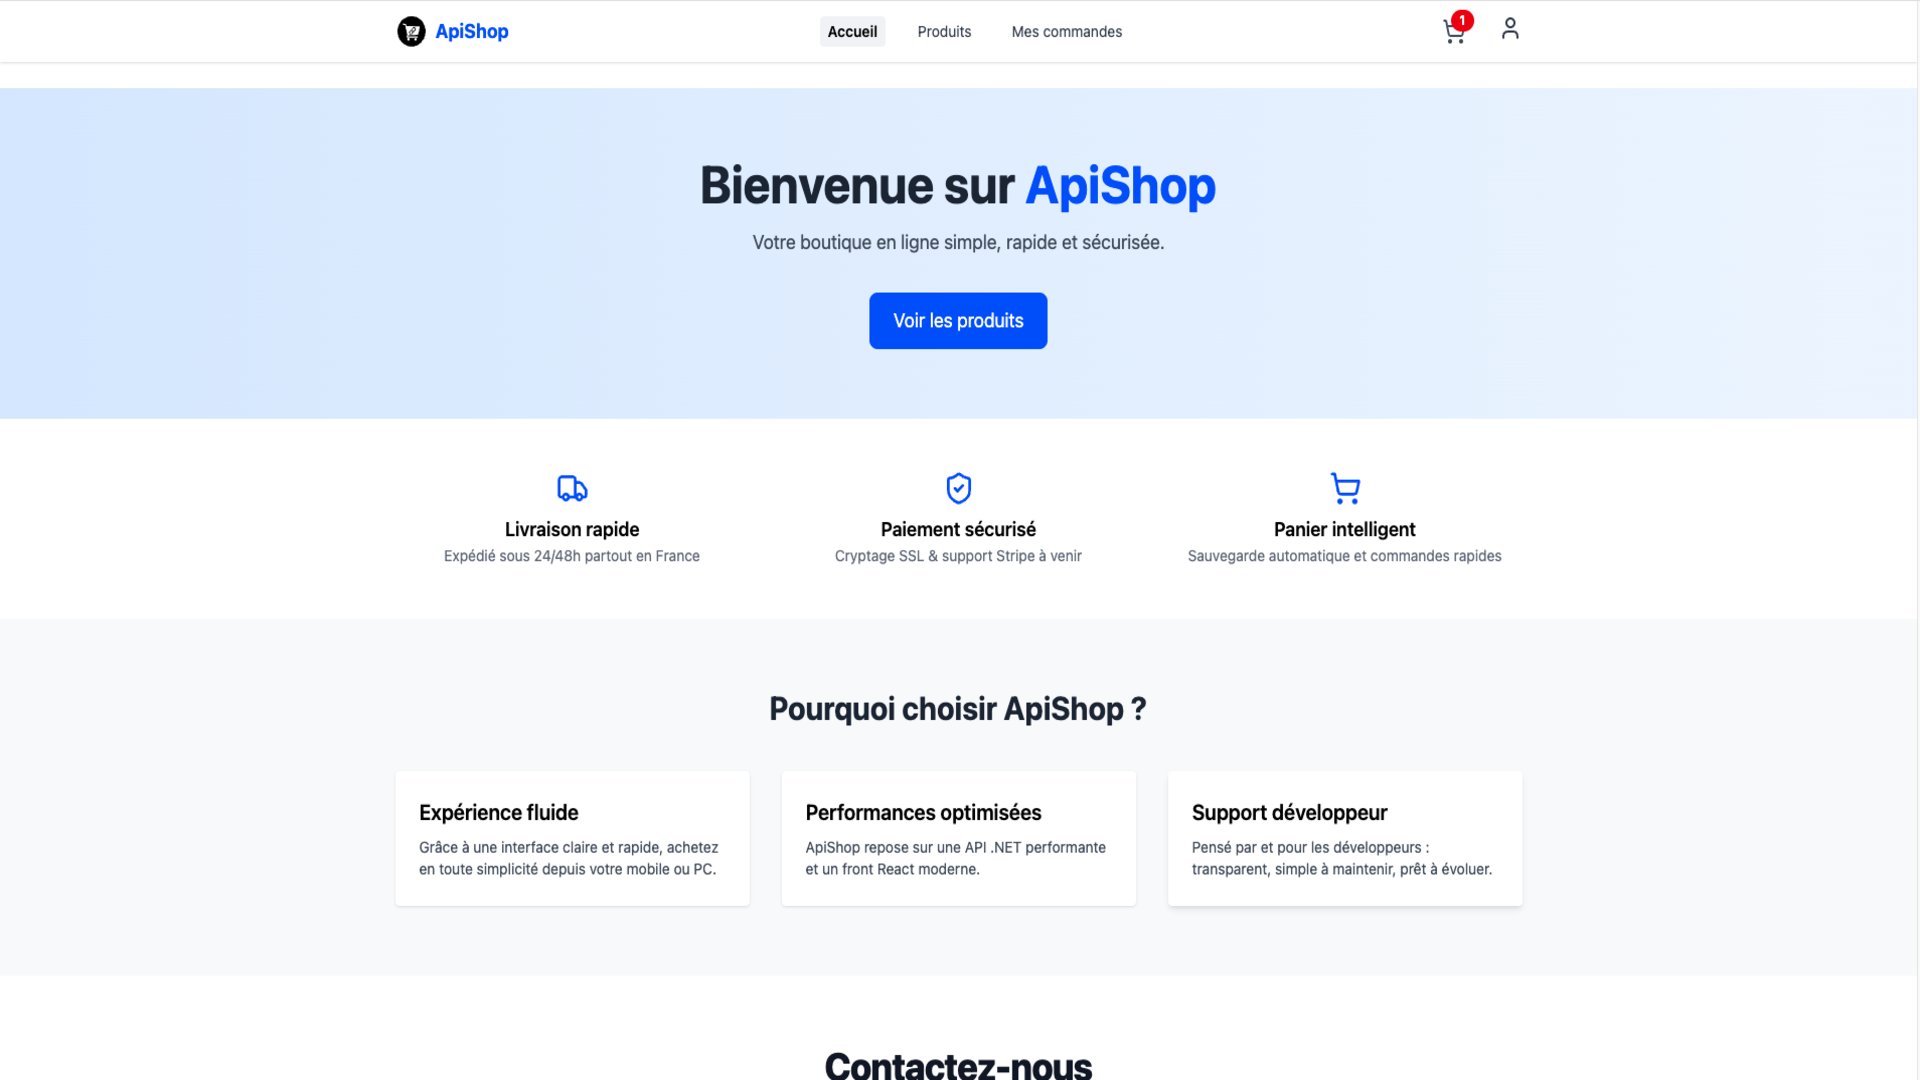 ApiShop
Accueil
Produits
Mes commandes
1
Bienvenue sur ApiShop
Votre boutique en ligne simple, rapide et sécurisée.
Voir les produits
Livraison rapide
Expédié sous 24/48h partout en France
Paiement sécurisé
Cryptage SSL & support Stripe à venir
Panier intelligent
Sauvegarde automatique et commandes rapides
Pourquoi choisir ApiShop ?
Expérience fluide
Grâce à une interface claire et rapide, achetez
en toute simplicité depuis votre mobile ou PC.
Performances optimisées
ApiShop repose sur une API .NET performante
et un front React moderne.
Support développeur
Pensé par et pour les développeurs :
transparent, simple à maintenir, prêt à évoluer.
Contactez-nous